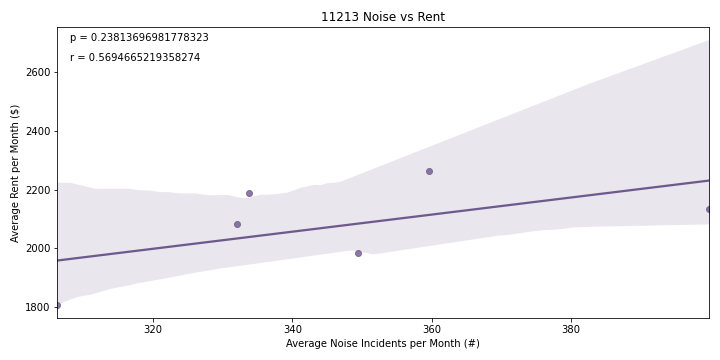 11213 Noise vs Rent
p = 0.23813696981778323
r = 0.5694665219358274
2600
2400
2200
2000
1800
Average Rent per Month ($)
320 340 360 380
Average Noise Incidents per Month (#)